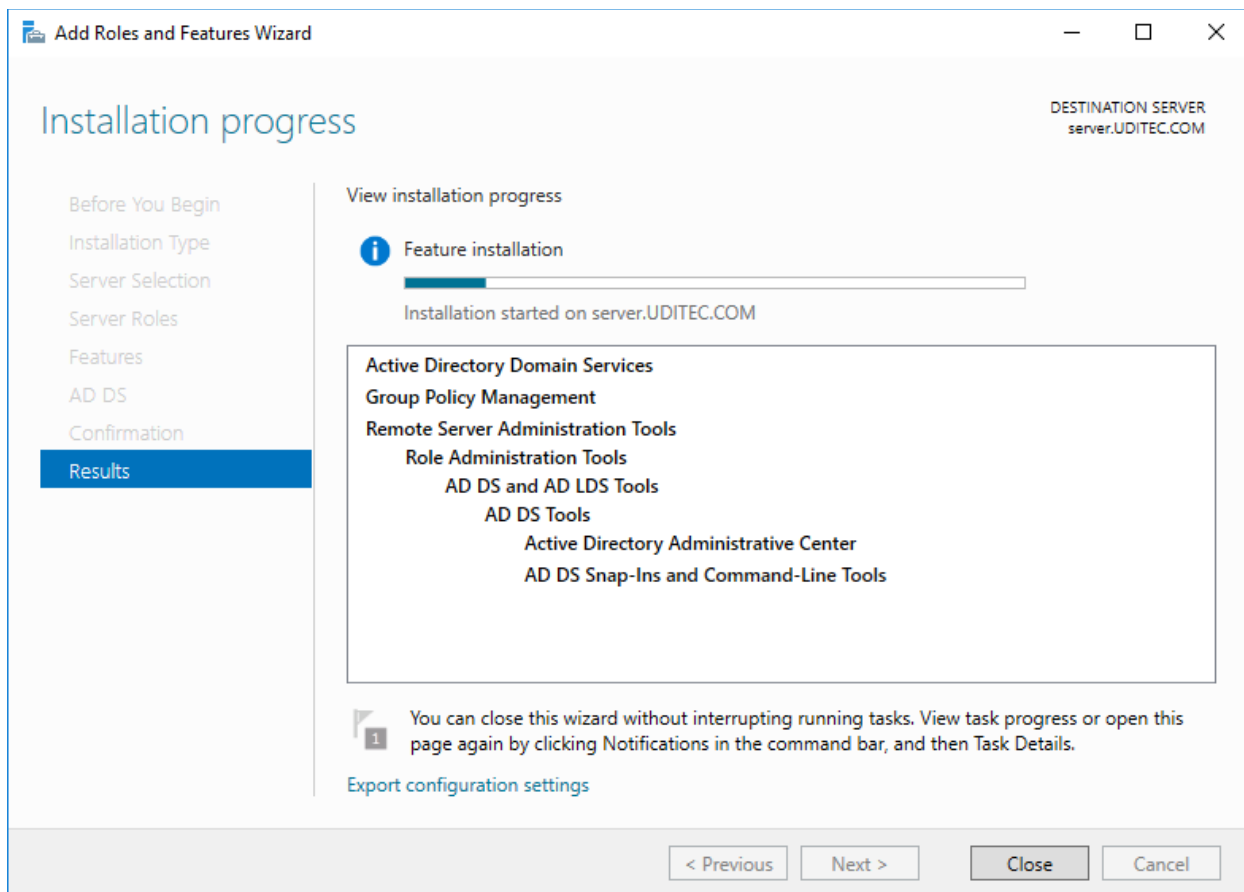 Add Roles and Features Wizard
Installation progress
DESTINATION SERVER
server.UDITEC.COM
Before You Begin
Installation Type
Server Selection
Server Roles
Features
AD DS
Confirmation
Results
View installation progress
Feature installation
Installation started on server.UDITEC.COM
Active Directory Domain Services
Group Policy Management
Remote Server Administration Tools
Role Administration Tools
AD DS and AD LDS Tools
AD DS Tools
Active Directory Administrative Center
AD DS Snap-Ins and Command-Line Tools
1
You can close this wizard without interrupting running tasks. View task progress or open this
page again by clicking Notifications in the command bar, and then Task Details.
Export configuration settings
< Previous
Next >
Close
Cancel